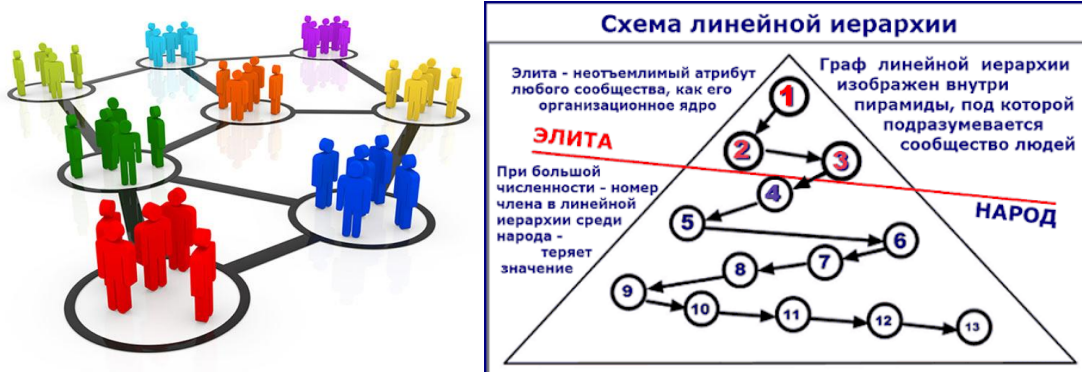 Схема линейной иерархии
Элита - неотъемлимый атрибут
любого сообщества, как его
организационное ядро
Граф линейной иерархии
изображен внутри
пирамиды, под которой
подразумевается
сообщество людей
ЭЛИТА
НАРОД
При большой
численности - номер
члена в линейной
иерархии среди
народа -
теряет
значение
1
2
3
4
5
6
7
8
9
10
11
12
13